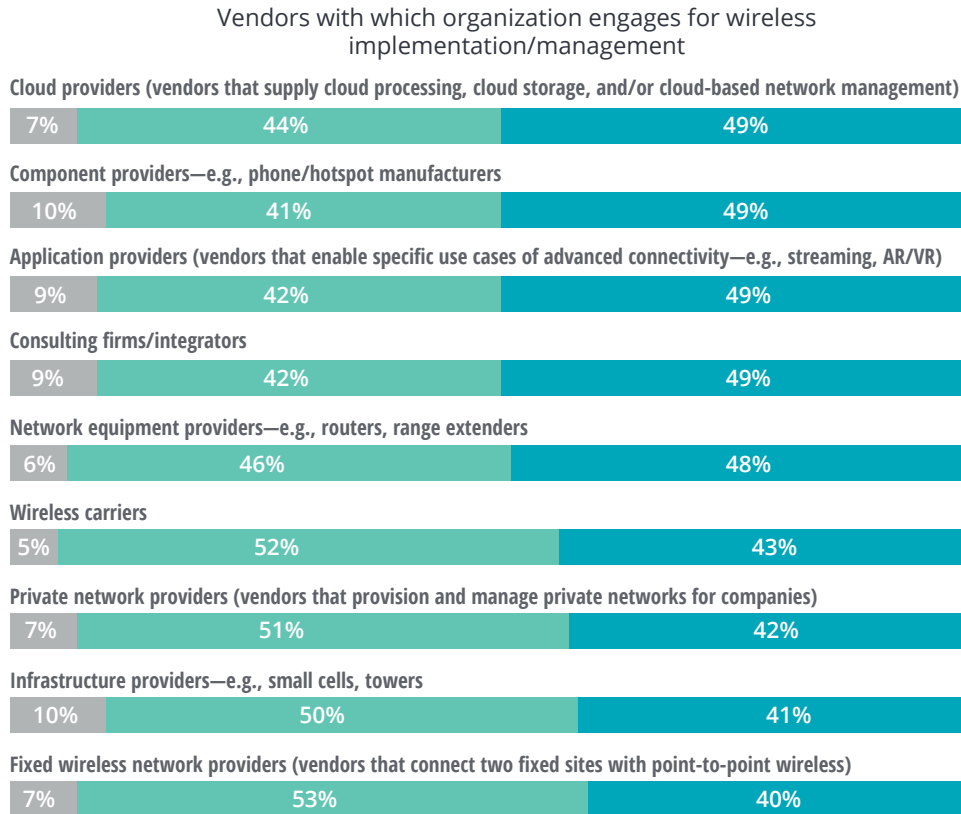 Vendors with which organization engages for wireless
implementation/management
Cloud providers (vendors that supply cloud processing, cloud storage, and/or cloud-based network management)
7% 44% 49%
Component providers—e.g., phone/hotspot manufacturers
10% 41% 49%
Application providers (vendors that enable specific use cases of advanced connectivity—e.g., streaming, AR/VR)
9% 42% 49%
Consulting firms/integrators
9% 42% 49%
Network equipment providers—e.g., routers, range extenders
6% 46% 48%
Wireless carriers
5% 52% 43%
Private network providers (vendors that provision and manage private networks for companies)
7% 51% 42%
Infrastructure providers—e.g., small cells, towers
10% 50% 41%
Fixed wireless network providers (vendors that connect two fixed sites with point-to-point wireless)
7% 53% 40%